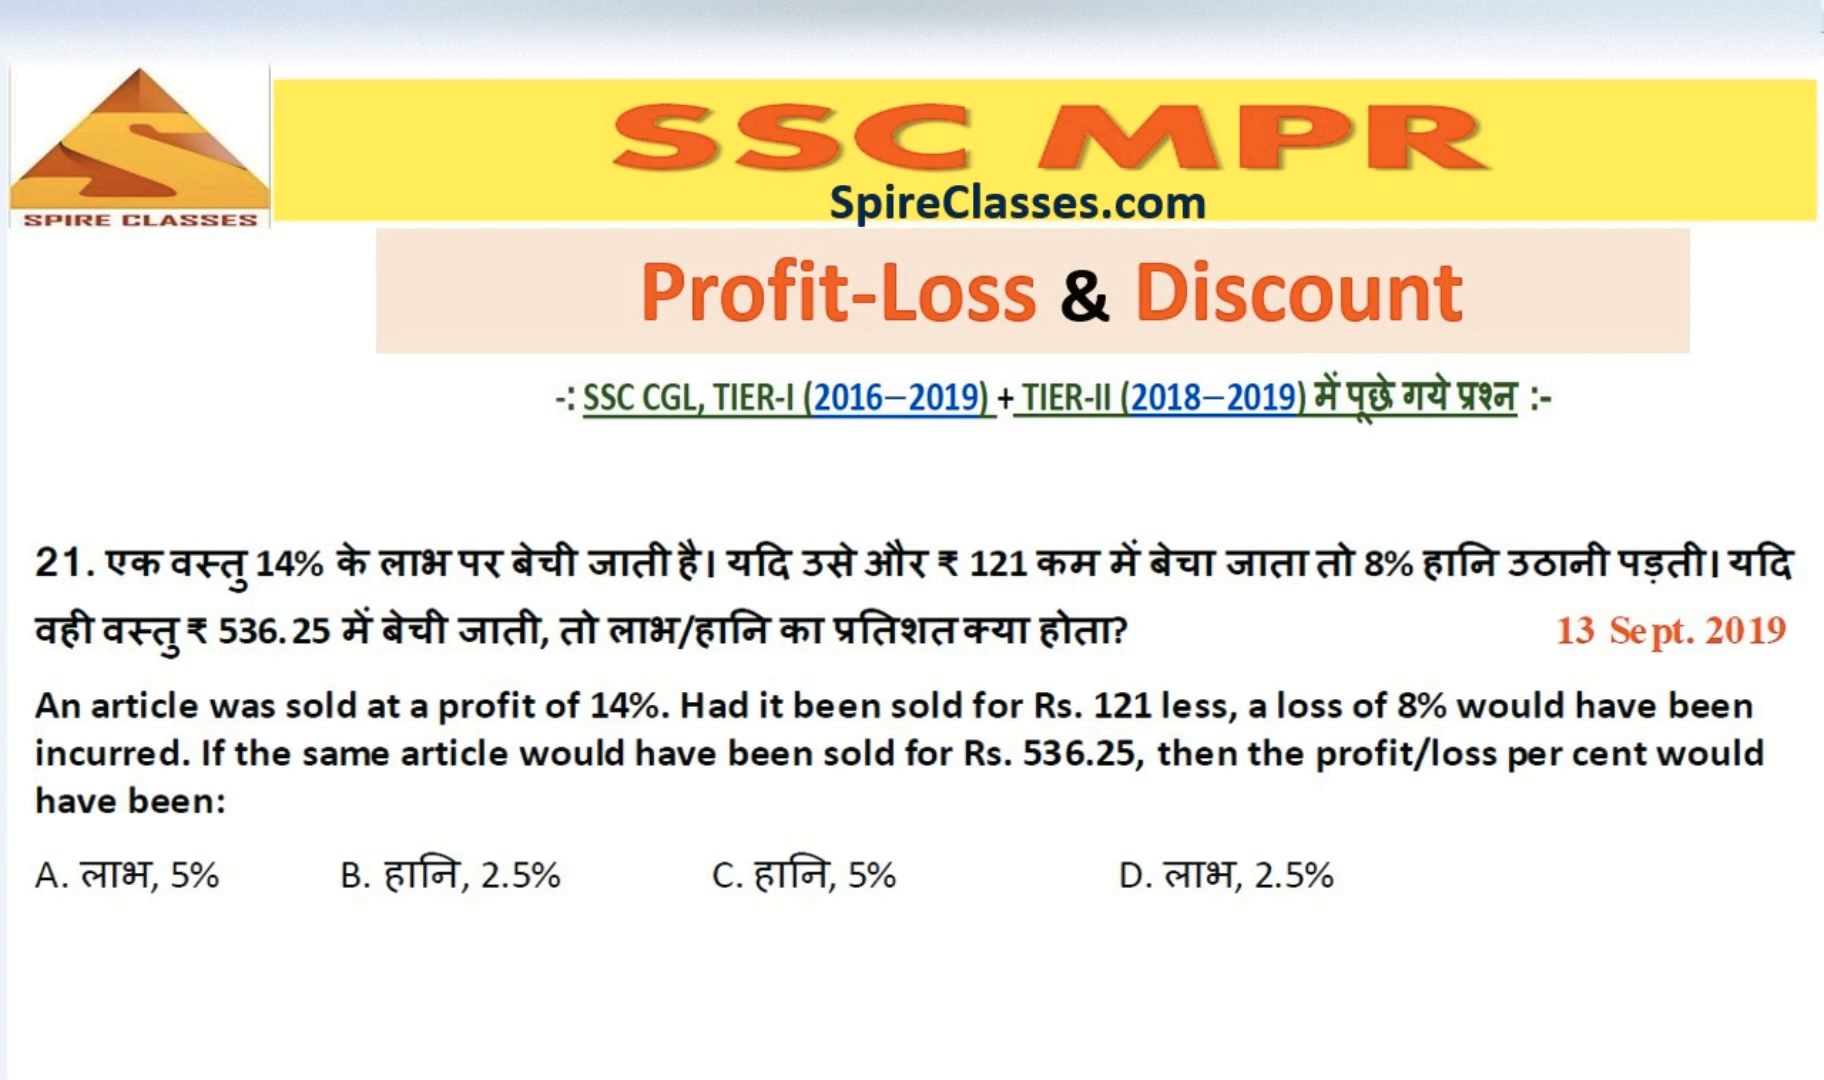 SPIRE CLASSES
SSC MPR
SpireClasses.com
Profit-Loss & Discount
-: SSC CGL, TIER-I (2016–2019) + TIER-II (2018–2019) में पूछे गये प्रश्न :-
21. एक वस्तु 14% के लाभ पर बेची जाती है। यदि उसे और ₹ 121 कम में बेचा जाता तो 8% हानि उठानी पड़ती। यदि
वही वस्तु ₹ 536.25 में बेची जाती, तो लाभ/हानि का प्रतिशत क्या होता? 13 Sept. 2019
An article was sold at a profit of 14%. Had it been sold for Rs. 121 less, a loss of 8% would have been
incurred. If the same article would have been sold for Rs. 536.25, then the profit/loss per cent would
have been:
A. लाभ, 5% B. हानि, 2.5% C. हानि, 5% D. लाभ, 2.5%